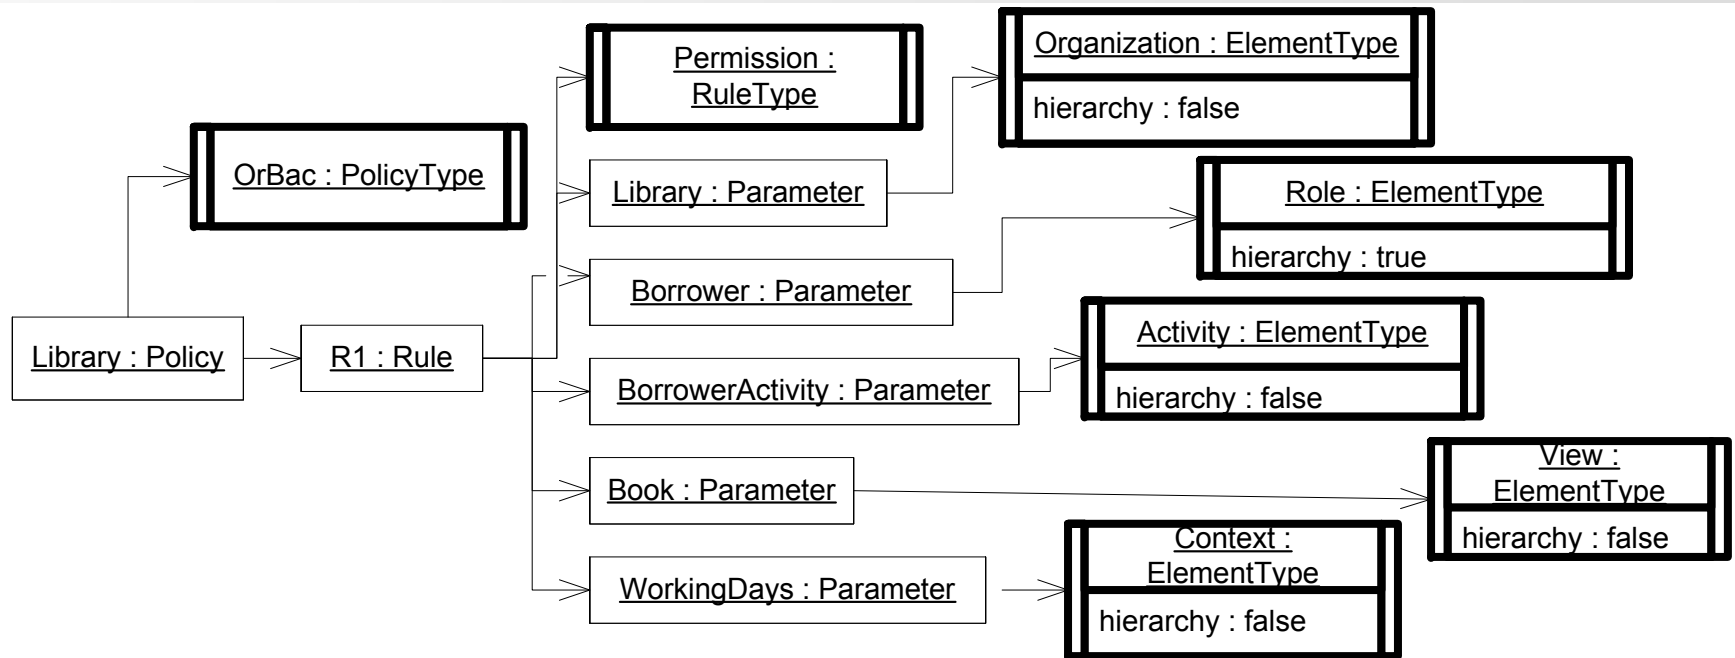 Permission :
RuleType
Organization : ElementType
hierarchy : false
OrBac : PolicyType
Library : Parameter
Role : ElementType
hierarchy : true
Borrower : Parameter
Library : Policy
R1 : Rule
Activity : ElementType
hierarchy : false
BorrowerActivity : Parameter
Book : Parameter
View :
ElementType
hierarchy : false
WorkingDays : Parameter
Context :
ElementType
hierarchy : false